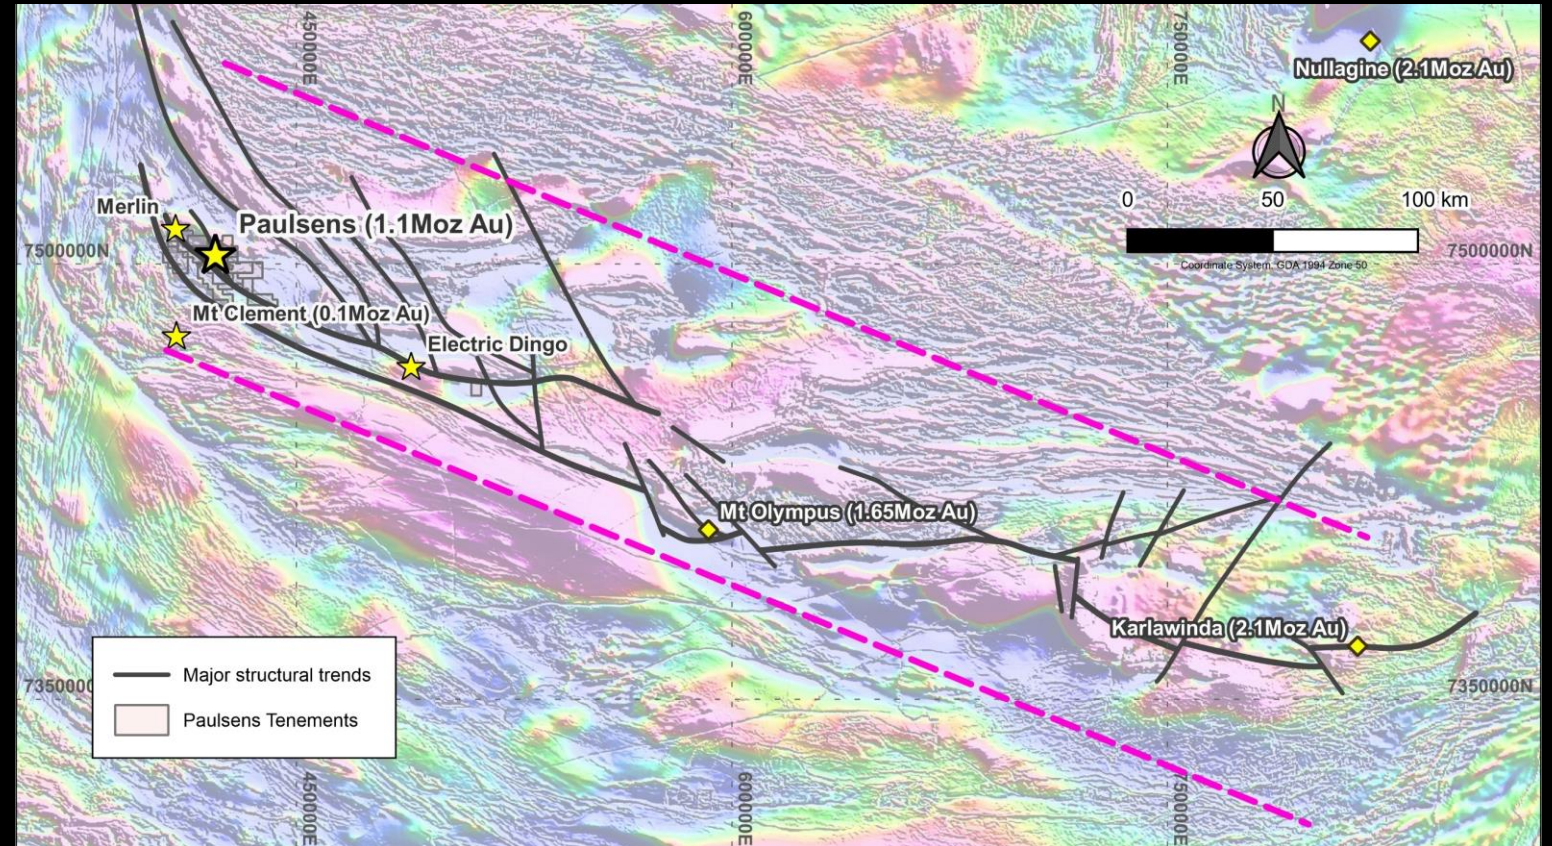 450000E
600000E
750000E
Nullagine (2.1Moz Au)
N
0 50 100 km
Coordinate System: GDA 1994 Zone 50
Merlin
Paulsens (1.1Moz Au)
7500000N
7500000N
Mt Clement (0.1Moz Au)
Electric Dingo
Mt Olympus (1.65Moz Au)
Karlawinda (2.1Moz Au)
7350000
7350000N
Major structural trends
Paulsens Tenements
450000E
600000E
750000E